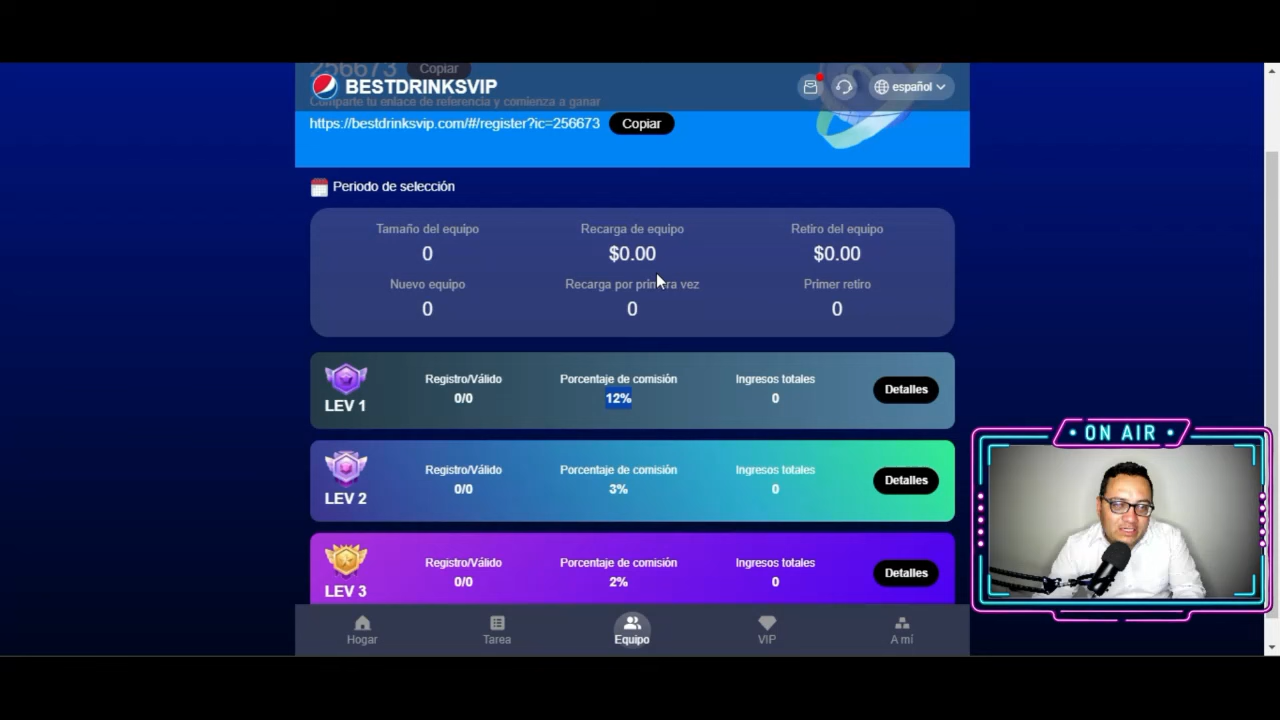 256673 Copiar
BESTDRINKSVIP
español
Comparte tu enlace de referencia y comienza a ganar
https://bestdrinksvip.com/#/register?ic=256673 Copiar
Periodo de selección
Tamaño del equipo Recarga de equipo Retiro del equipo
0 $0.00 $0.00
Nuevo equipo Recarga por primera vez Primer retiro
0 0 0
Registro/Válido Porcentaje de comisión Ingresos totales
LEV 1 0/0 12% 0 Detalles
Registro/Válido Porcentaje de comisión Ingresos totales
LEV 2 0/0 3% 0 Detalles
Registro/Válido Porcentaje de comisión Ingresos totales
LEV 3 0/0 2% 0 Detalles
Hogar Tarea Equipo VIP A mí
• ON AIR •